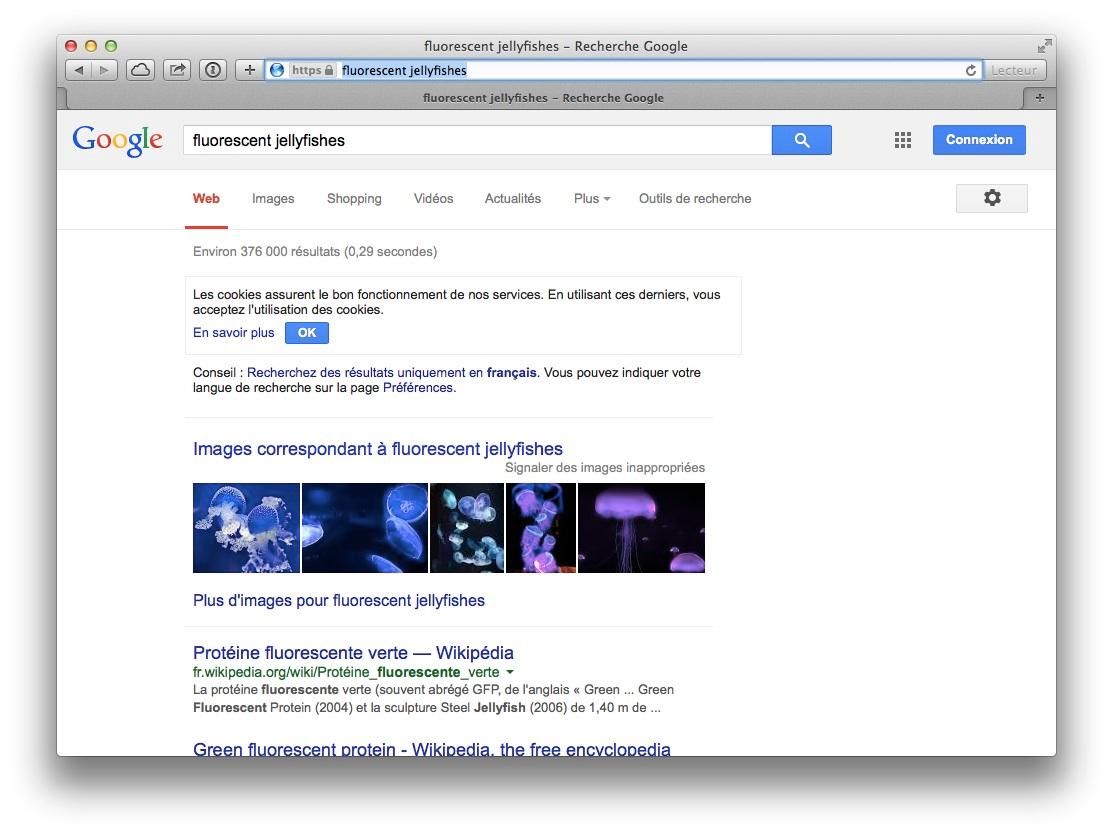 fluorescent jellyfishes – Recherche Google
https fluorescent jellyfishes Lecteur
fluorescent jellyfishes – Recherche Google
Google fluorescent jellyfishes Connexion
Web Images Shopping Vidéos Actualités Plus Outils de recherche
Environ 376 000 résultats (0,29 secondes)
Les cookies assurent le bon fonctionnement de nos services. En utilisant ces derniers, vous
acceptez l'utilisation des cookies.
En savoir plus OK
Conseil : Recherchez des résultats uniquement en français. Vous pouvez indiquer votre
langue de recherche sur la page Préférences.
Images correspondant à fluorescent jellyfishes
Signaler des images inappropriées
Plus d'images pour fluorescent jellyfishes
Protéine fluorescente verte — Wikipédia
fr.wikipedia.org/wiki/Protéine_fluorescente_verte
La protéine fluorescente verte (souvent abrégé GFP, de l'anglais « Green ... Green
Fluorescent Protein (2004) et la sculpture Steel Jellyfish (2006) de 1,40 m de ...
Green fluorescent protein - Wikipedia, the free encyclopedia